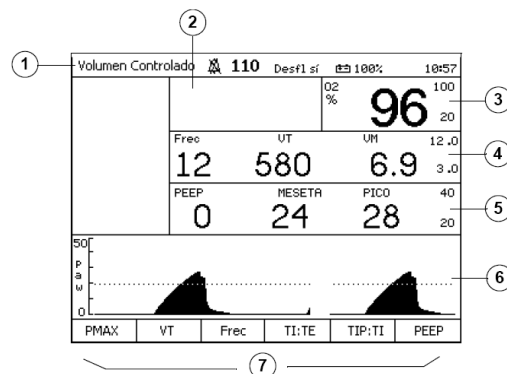 2
1
Volumen Controlado 110 Desfl sí 100% 10:57
O2 % 96 100 20
3
Frec VT VM 12.0
12 580 6.9 3.0
4
PEEP MESETA PICO 40
0 24 28 20
5
50
Paw
0
6
PMAX VT Frec TI:TE TIP:TI PEEP
7